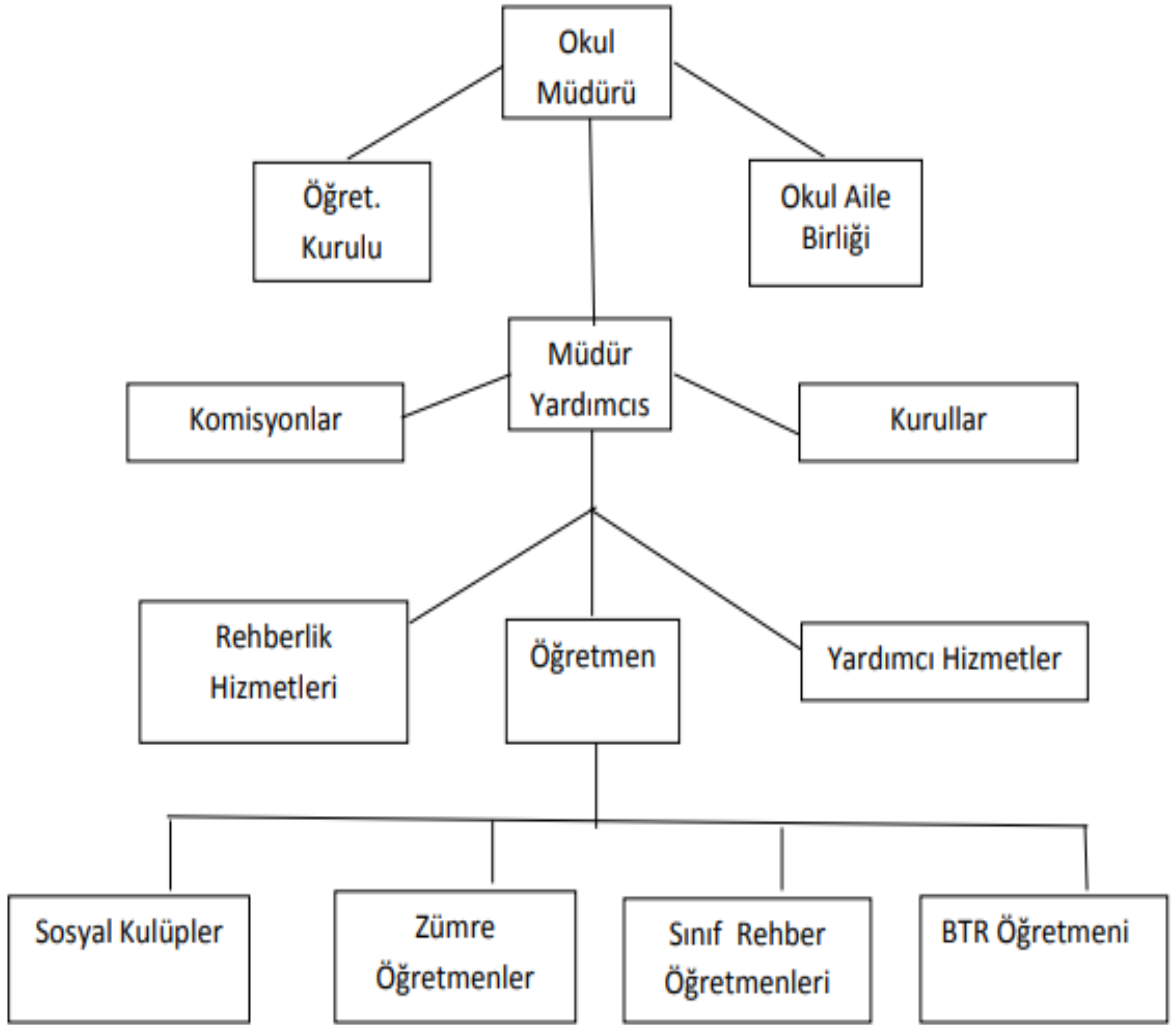 Okul
Müdürü
Öğret.
Kurulu
Okul Aile
Birliği
Müdür
Yardımcıs
Komisyonlar
Kurullar
Rehberlik
Hizmetleri
Öğretmen
Yardımcı Hizmetler
Sosyal Kulüpler
Zümre
Öğretmenler
Sınıf Rehber
Öğretmenleri
BTR Öğretmeni